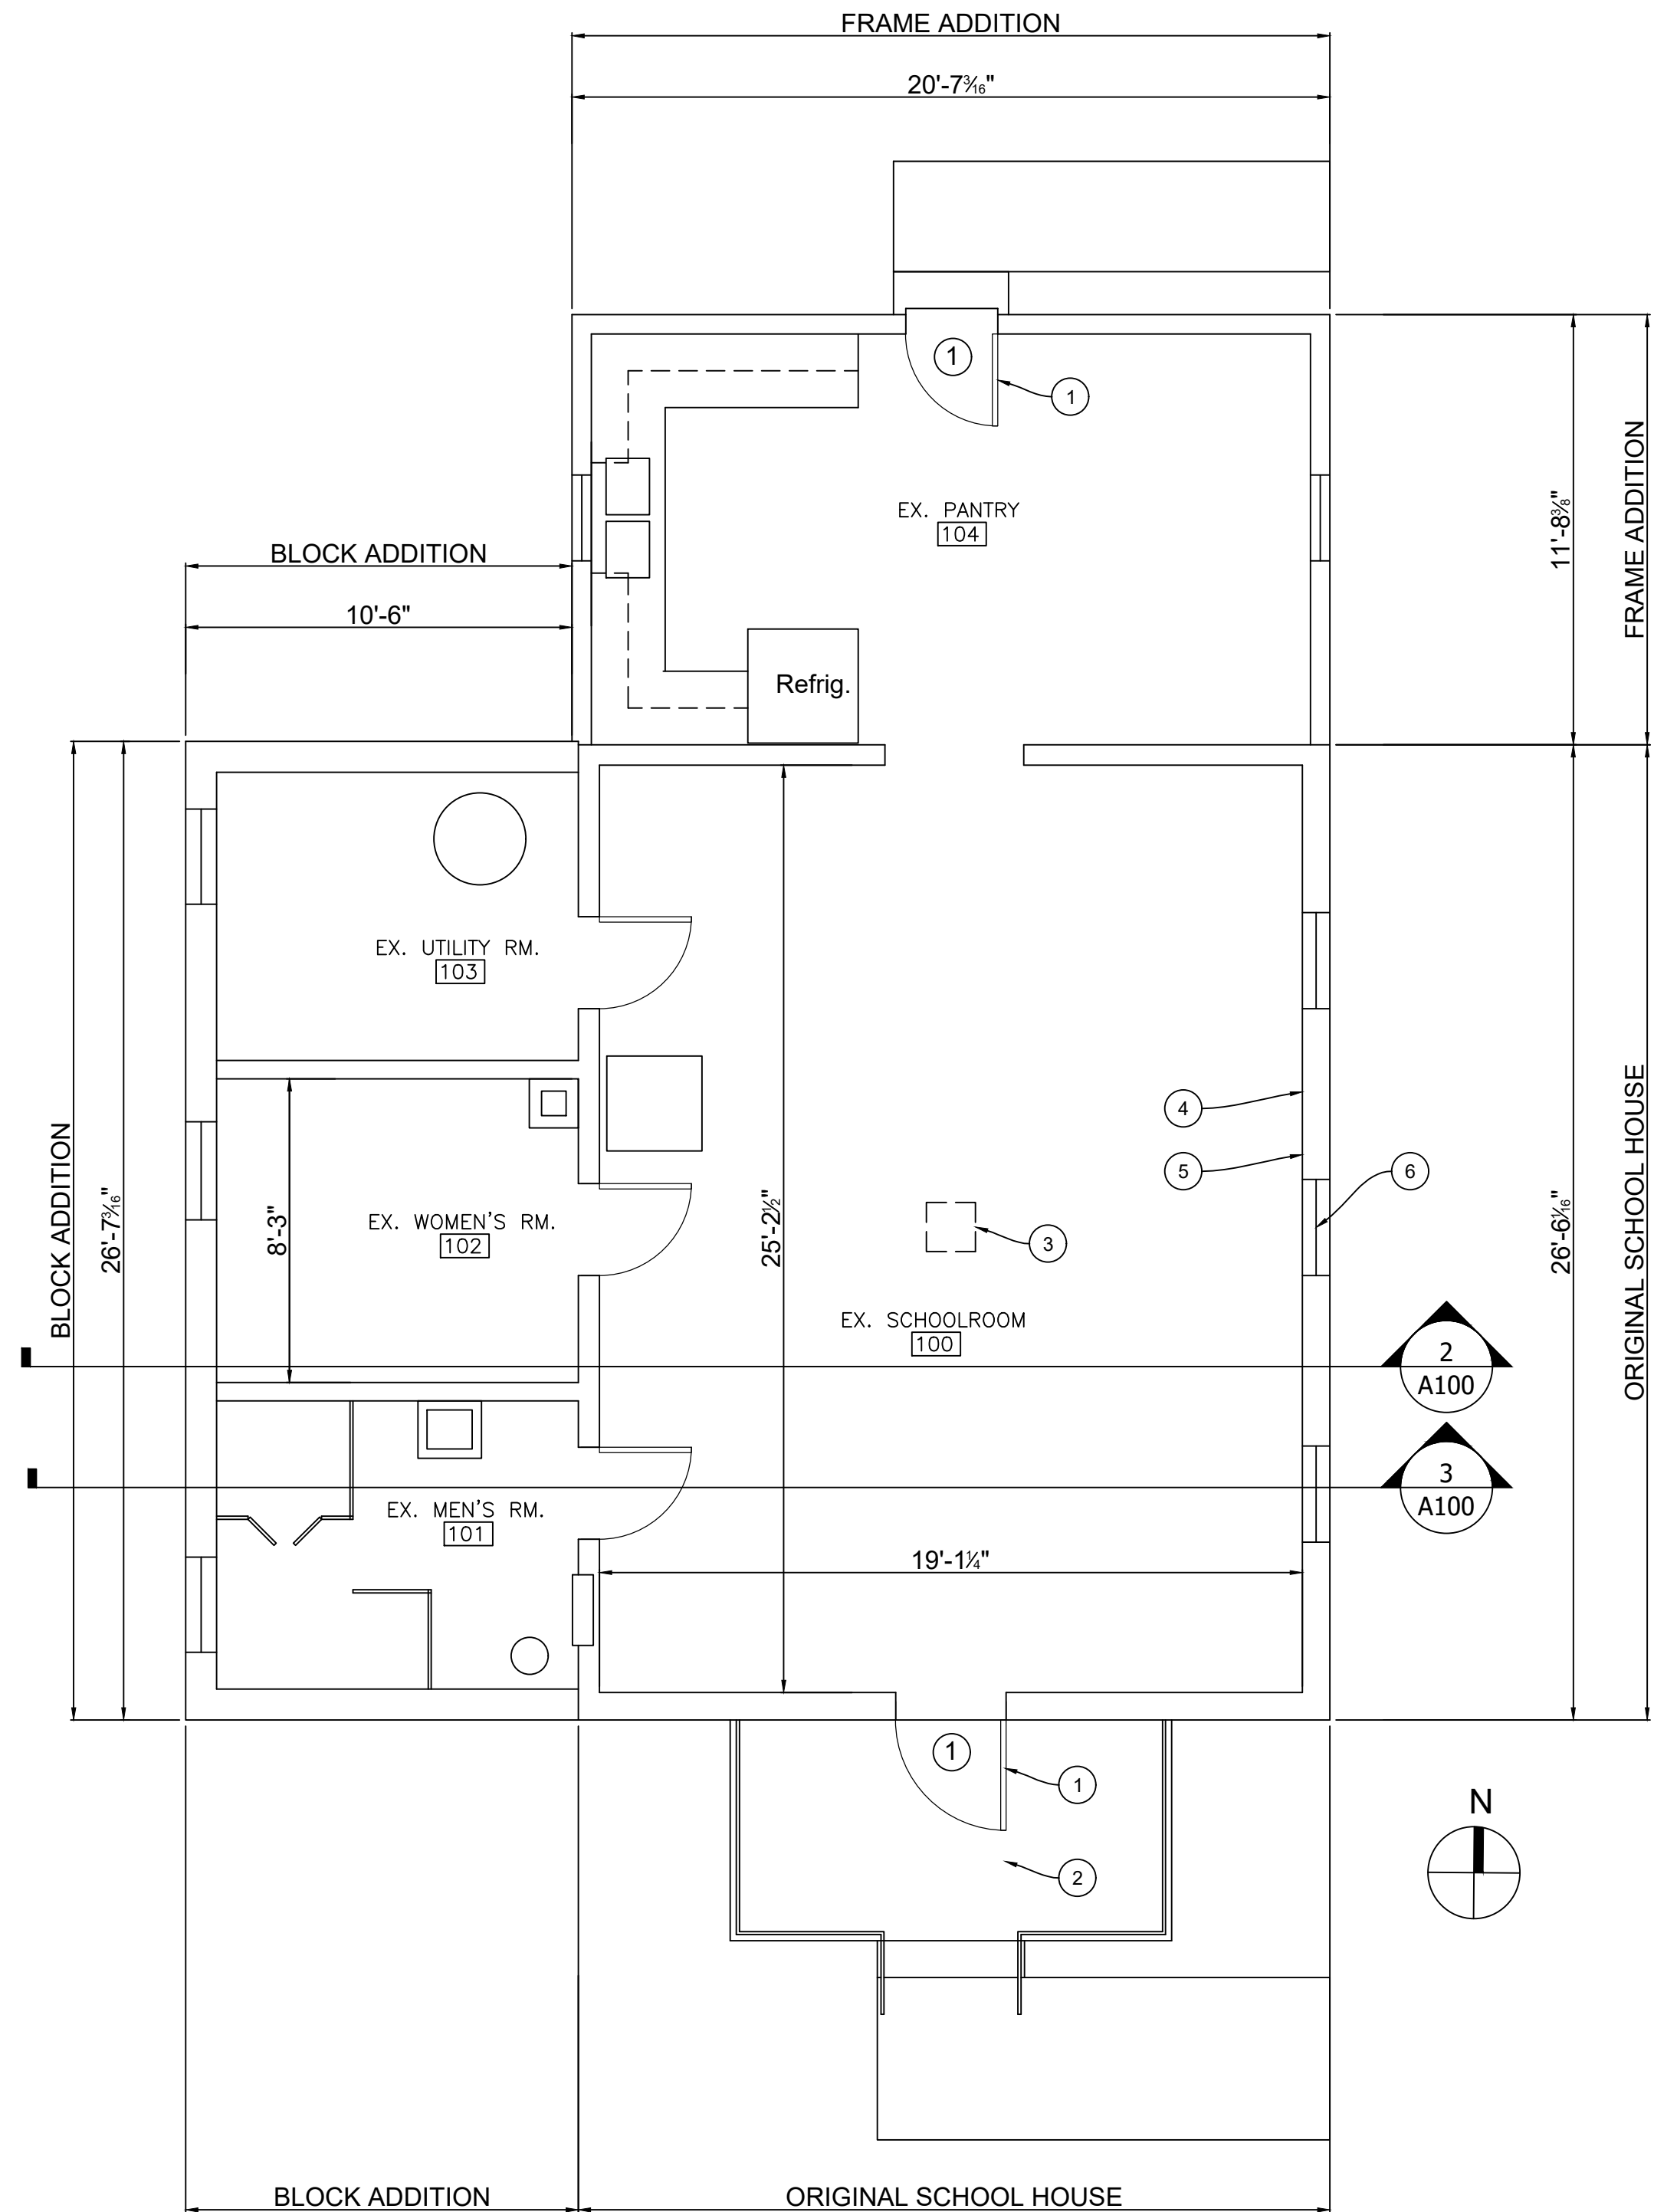 FRAME ADDITION
20'-7 3/16"
1
1
EX. PANTRY
104
11'-8 3/8"
FRAME ADDITION
BLOCK ADDITION
10'-6"
Refrig.
EX. UTILITY RM.
103
BLOCK ADDITION
26'-7 3/16"
8'-3"
EX. WOMEN'S RM.
102
25'-2 1/2"
4
5
6
3
26'-6 1/16"
ORIGINAL SCHOOL HOUSE
EX. SCHOOLROOM
100
2
A100
3
A100
EX. MEN'S RM.
101
19'-1 1/4"
1
1
2
N
BLOCK ADDITION
ORIGINAL SCHOOL HOUSE